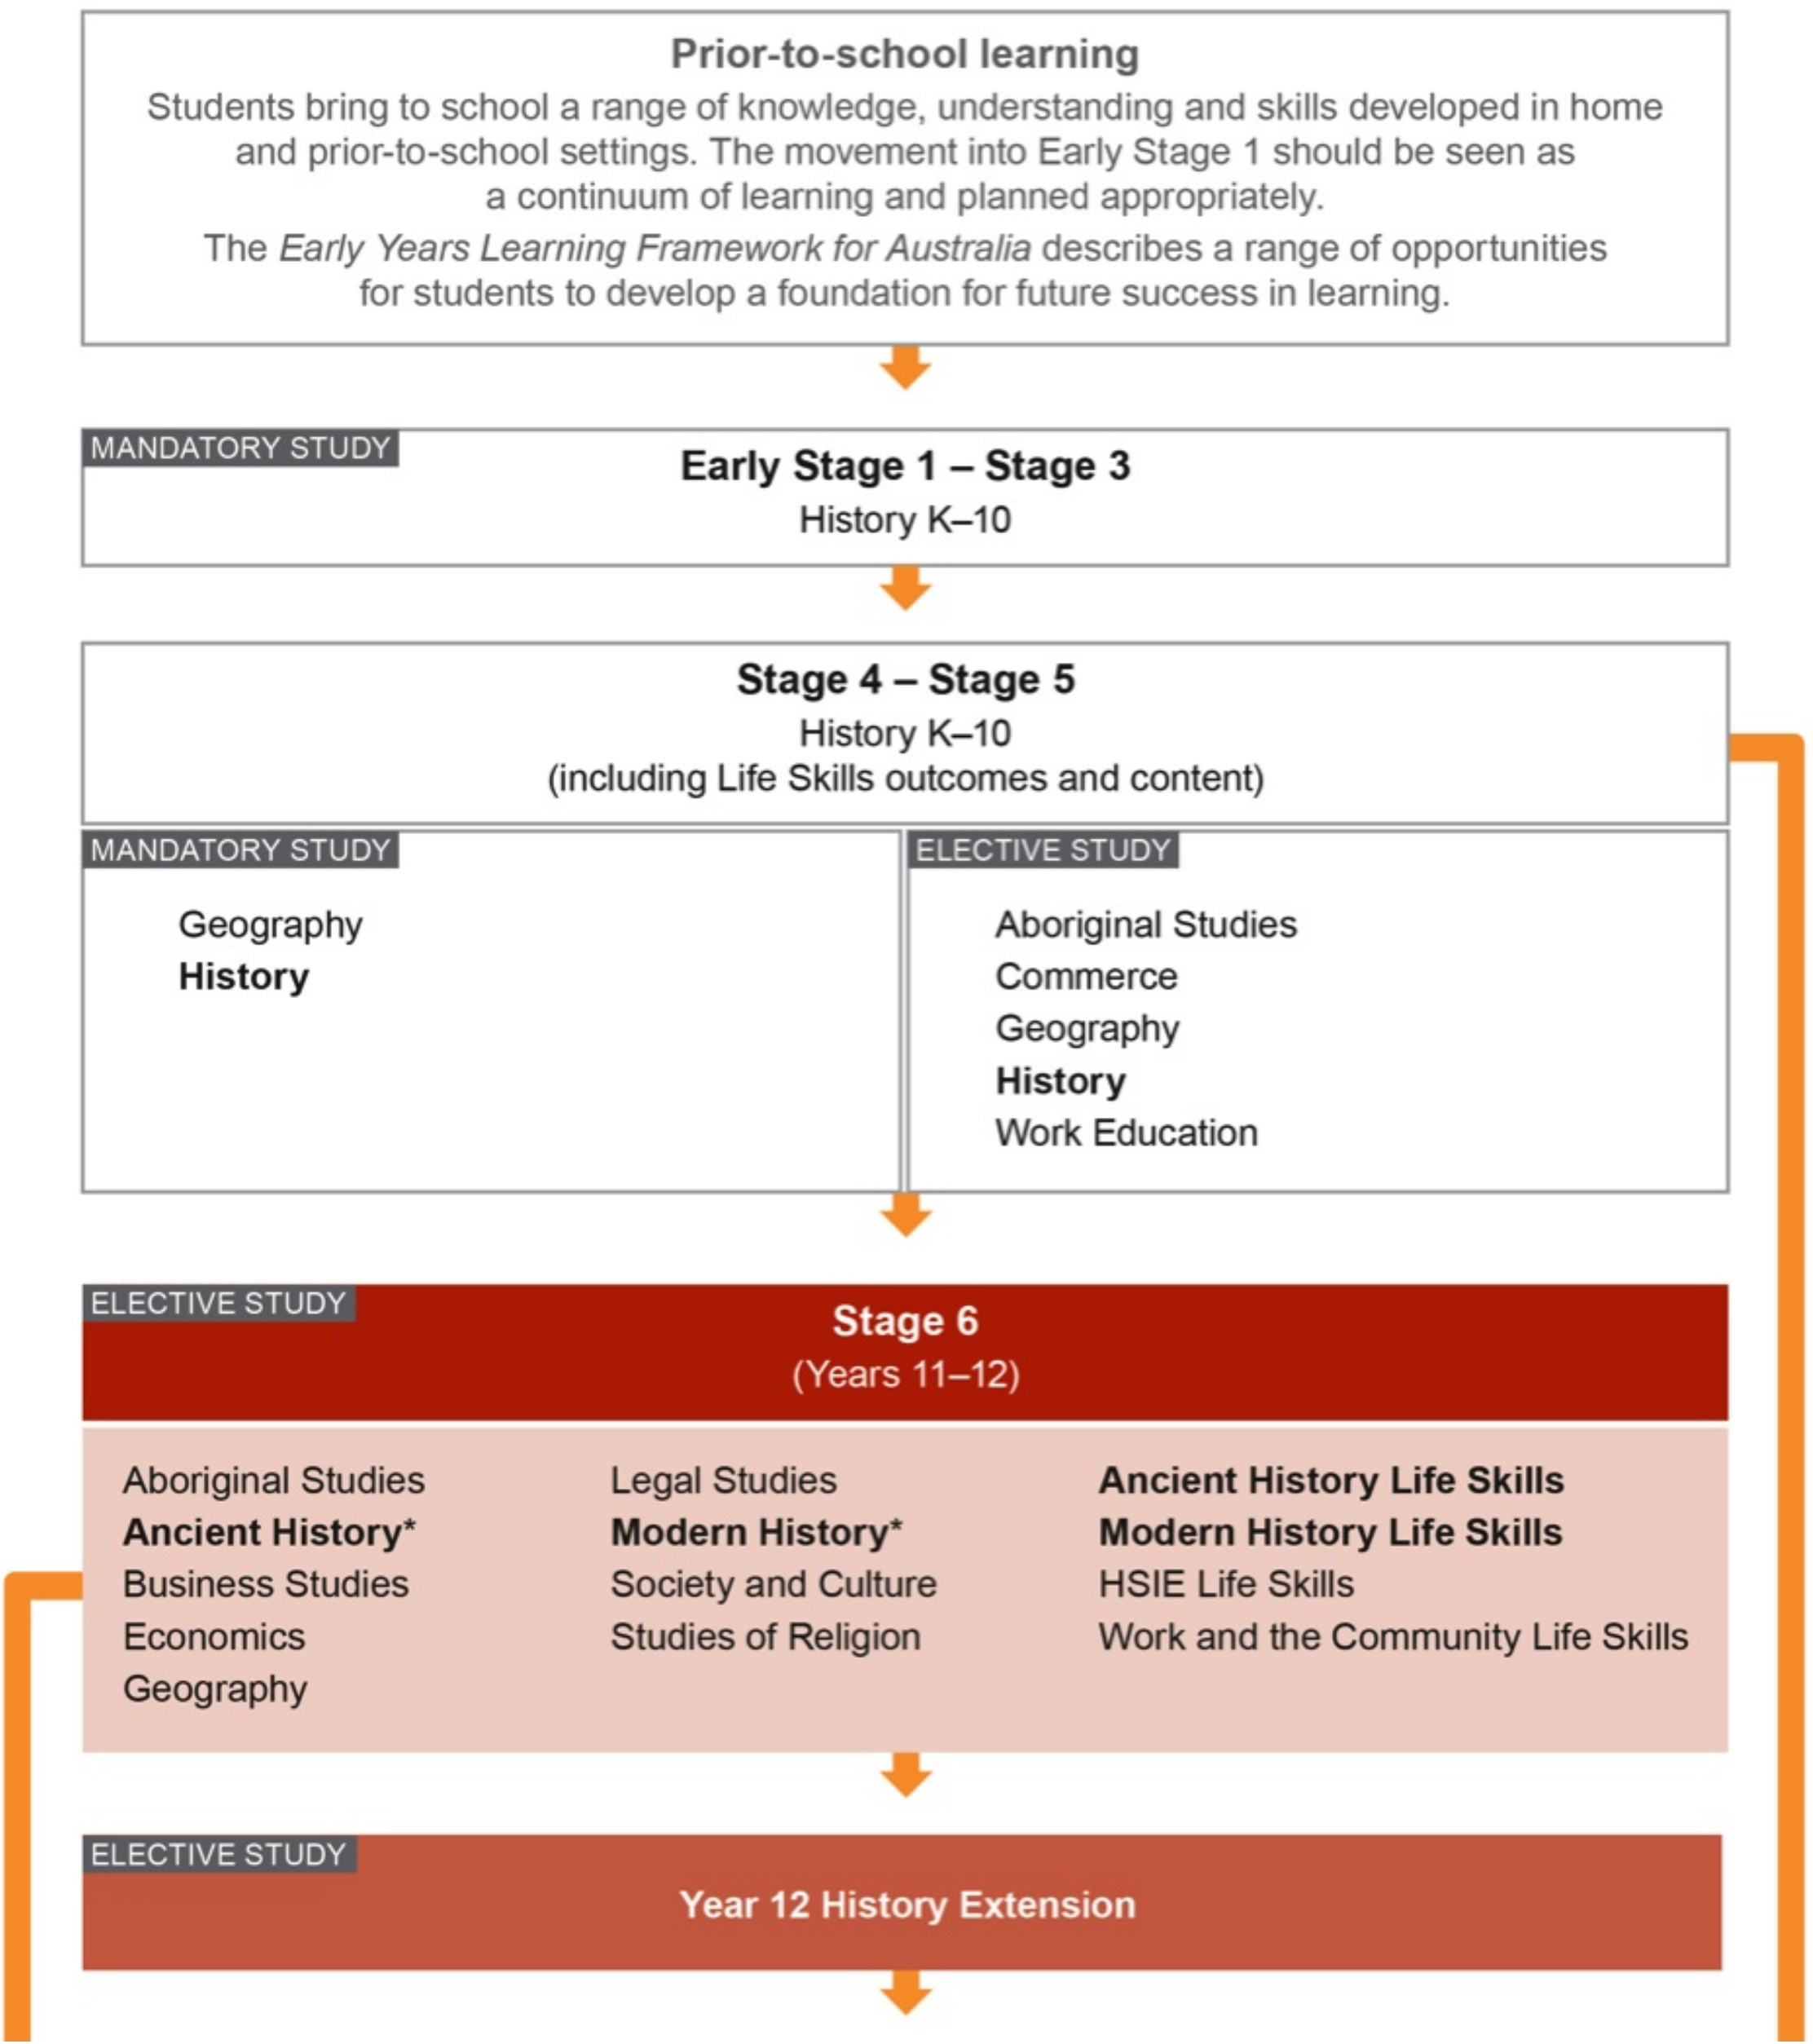 Prior-to-school learning
Students bring to school a range of knowledge, understanding and skills developed in home
and prior-to-school settings. The movement into Early Stage 1 should be seen as
a continuum of learning and planned appropriately.
The Early Years Learning Framework for Australia describes a range of opportunities
for students to develop a foundation for future success in learning.
MANDATORY STUDY
Early Stage 1 – Stage 3
History K–10
Stage 4 – Stage 5
History K–10
(including Life Skills outcomes and content)
MANDATORY STUDY
Geography
History
ELECTIVE STUDY
Aboriginal Studies
Commerce
Geography
History
Work Education
ELECTIVE STUDY
Stage 6
(Years 11–12)
Aboriginal Studies
Ancient History*
Business Studies
Economics
Geography
Legal Studies
Modern History*
Society and Culture
Studies of Religion
Ancient History Life Skills
Modern History Life Skills
HSIE Life Skills
Work and the Community Life Skills
ELECTIVE STUDY
Year 12 History Extension